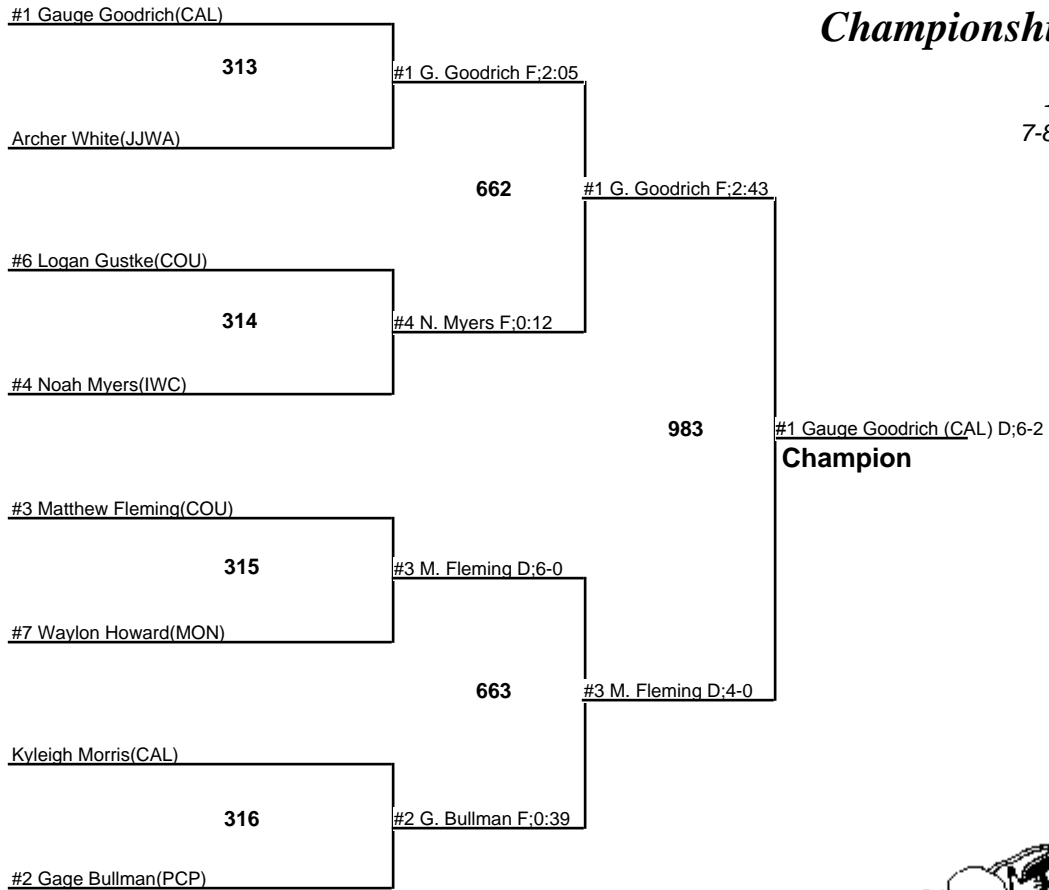 #1 Gauge Goodrich(CAL)
Championshi
313
#1 G. Goodrich F;2:05
Archer White(JJWA)
7-8
662
#1 G. Goodrich F;2:43
#6 Logan Gustke(COU)
314
#4 N. Myers F;0:12
#4 Noah Myers(IWC)
983
#1 Gauge Goodrich (CAL) D;6-2
Champion
#3 Matthew Fleming(COU)
315
#3 M. Fleming D;6-0
#7 Waylon Howard(MON)
663
#3 M. Fleming D;4-0
Kyleigh Morris(CAL)
316
#2 G. Bullman F;0:39
#2 Gage Bullman(PCP)